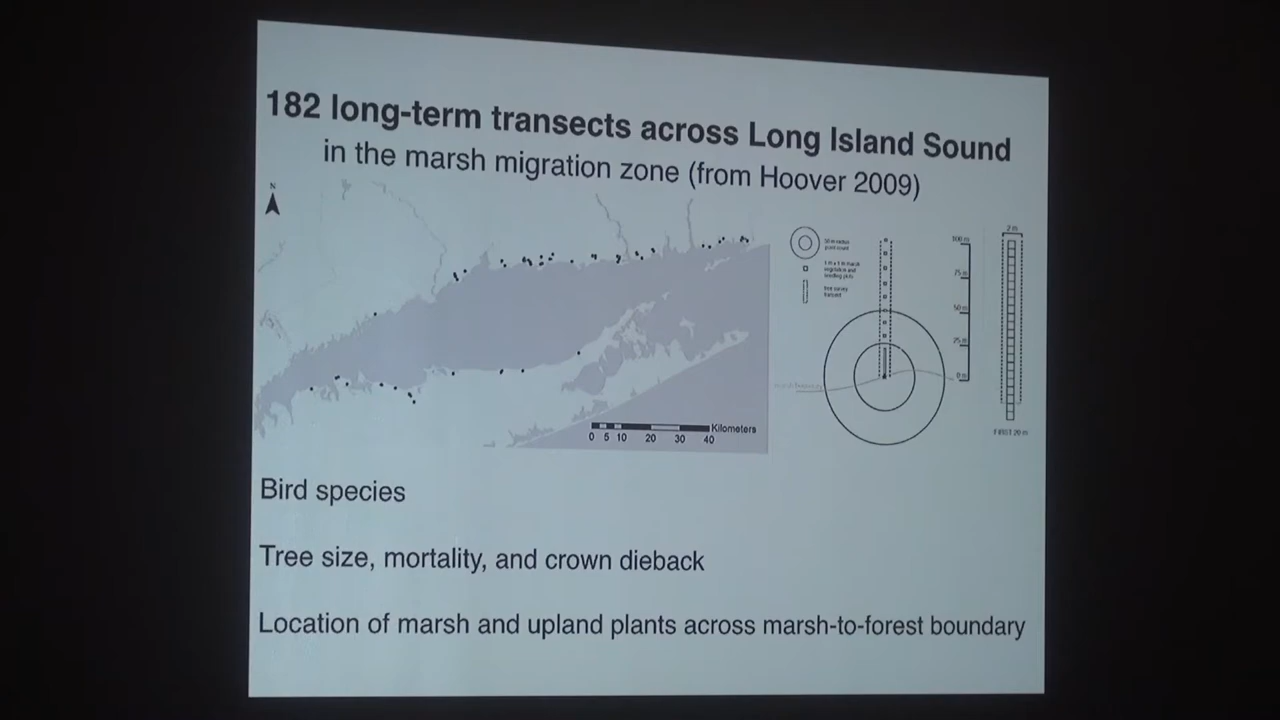 182 long-term transects across Long Island Sound
in the marsh migration zone (from Hoover 2009)
N
2 m
100 m
75 m
50 m
25 m
0 m
Kilometers
0 5 10 20 30 40
Bird species
Tree size, mortality, and crown dieback
Location of marsh and upland plants across marsh-to-forest boundary